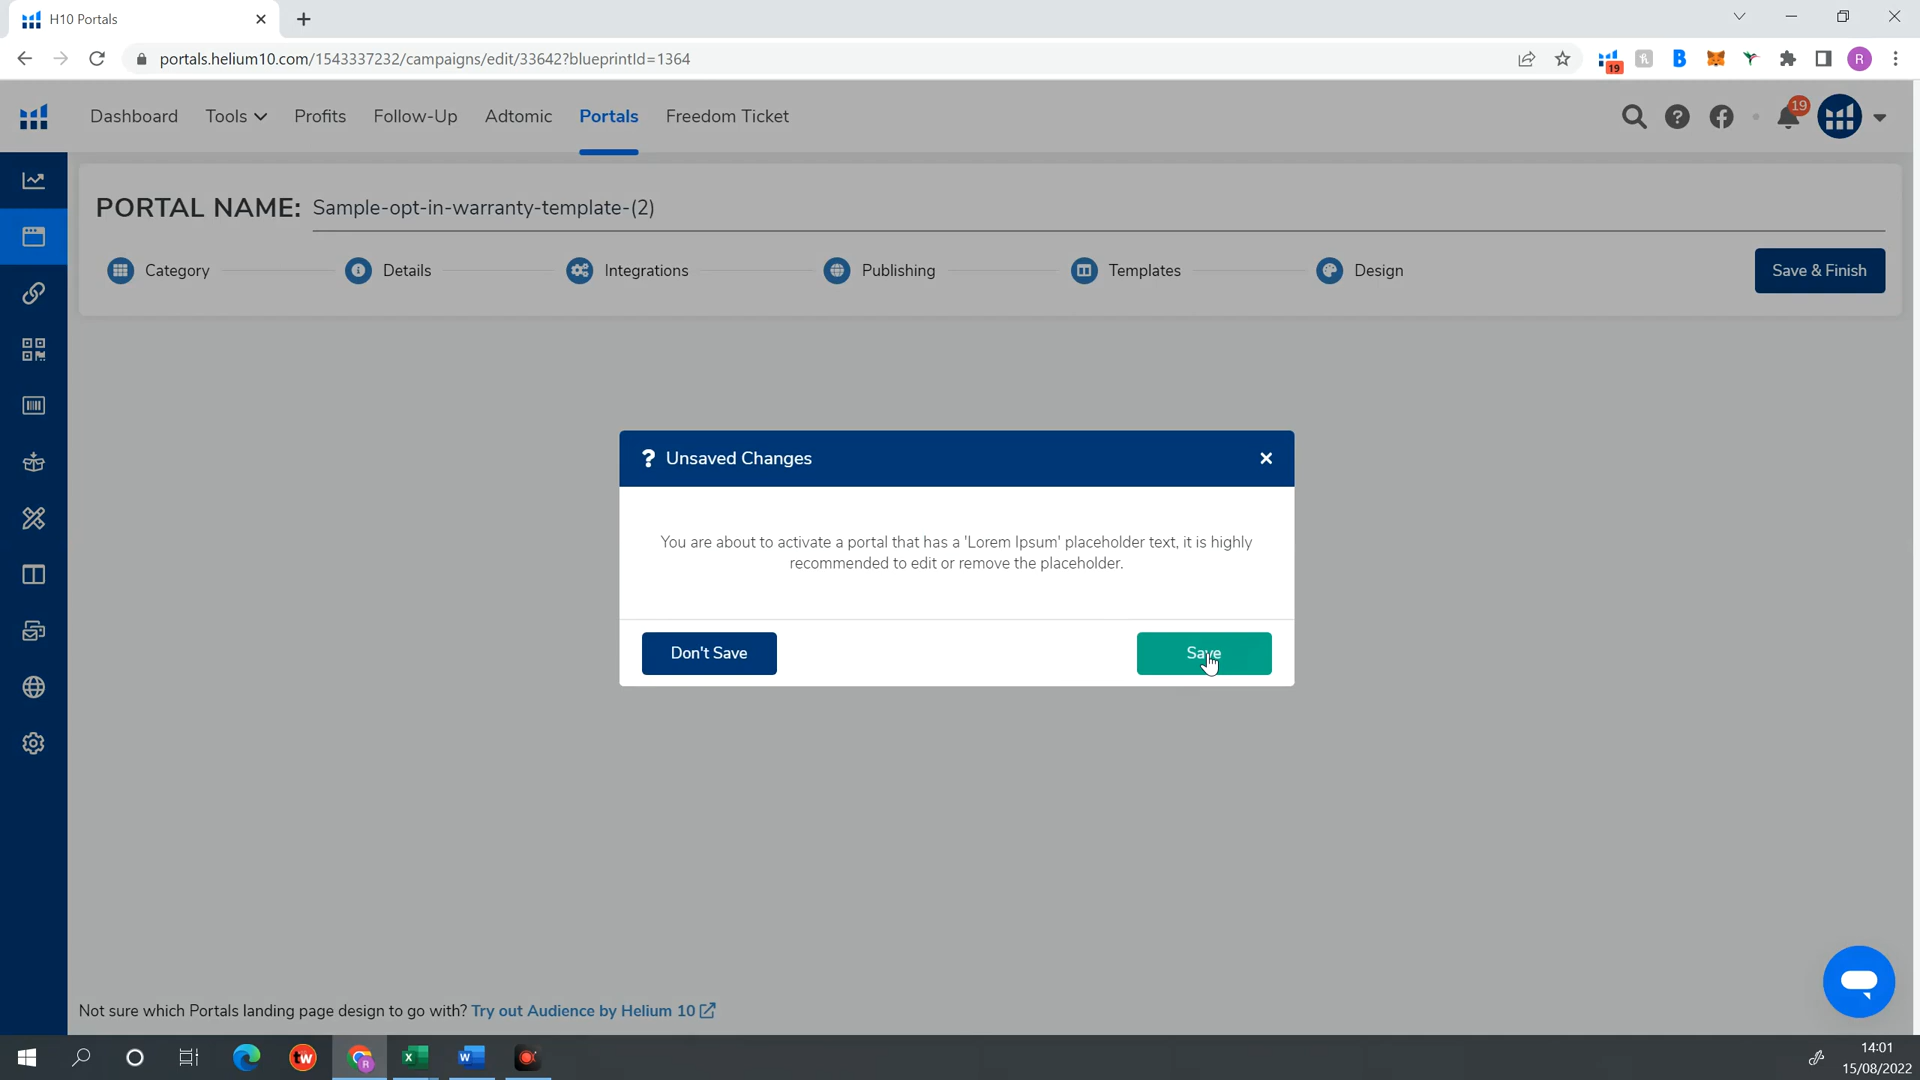 H10 Portals
portals.helium10.com/1543337232/campaigns/edit/33642?blueprintId=1364
19
B
R
Dashboard
Tools
Profits
Follow-Up
Adtomic
Portals
Freedom Ticket
?
19
PORTAL NAME: Sample-opt-in-warranty-template-(2)
Category
Details
Integrations
Publishing
Templates
Design
Save & Finish
? Unsaved Changes
You are about to activate a portal that has a 'Lorem Ipsum' placeholder text, it is highly
recommended to edit or remove the placeholder.
Don't Save
Save
Not sure which Portals landing page design to go with? Try out Audience by Helium 10
tw
R
X
W
14:01
15/08/2022